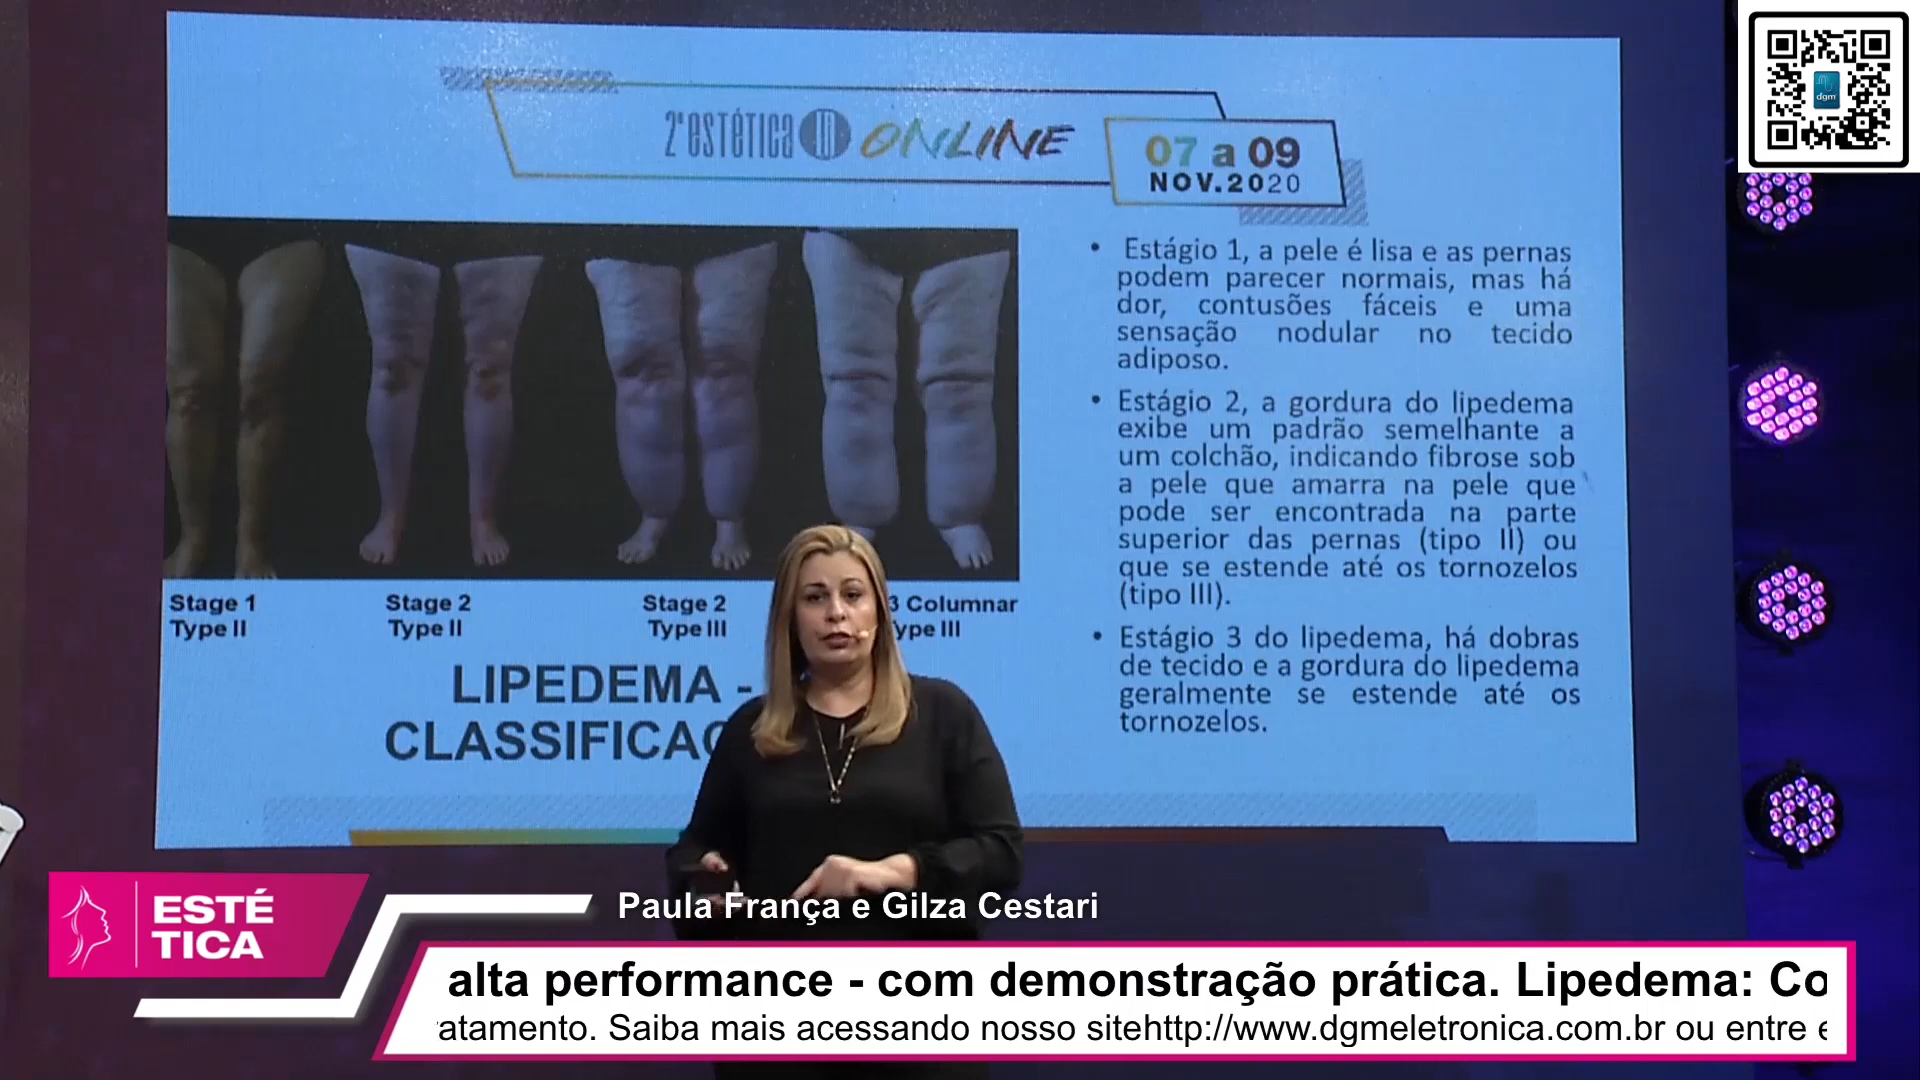 2ª estética
ONLINE
07 a 09
NOV.2020
dgm
• Estágio 1, a pele é lisa e as pernas
podem parecer normais, mas há
dor, contusões fáceis e uma
sensação nodular no tecido
adiposo.
• Estágio 2, a gordura do lipedema
exibe um padrão semelhante a
um colchão, indicando fibrose sob
a pele que amarra na pele que
pode ser encontrada na parte
superior das pernas (tipo II) ou
que se estende até os tornozelos
(tipo III).
• Estágio 3 do lipedema, há dobras
de tecido e a gordura do lipedema
geralmente se estende até os
tornozelos.
Stage 1
Type II
Stage 2
Type II
Stage 2
Type III
3 Columnar
ype III
LIPEDEMA -
CLASSIFICAÇ
ESTÉ
TICA
Paula França e Gilza Cestari
alta performance - com demonstração prática. Lipedema: Co
atamento. Saiba mais acessando nosso sitehttp://www.dgmeletronica.com.br ou entre e